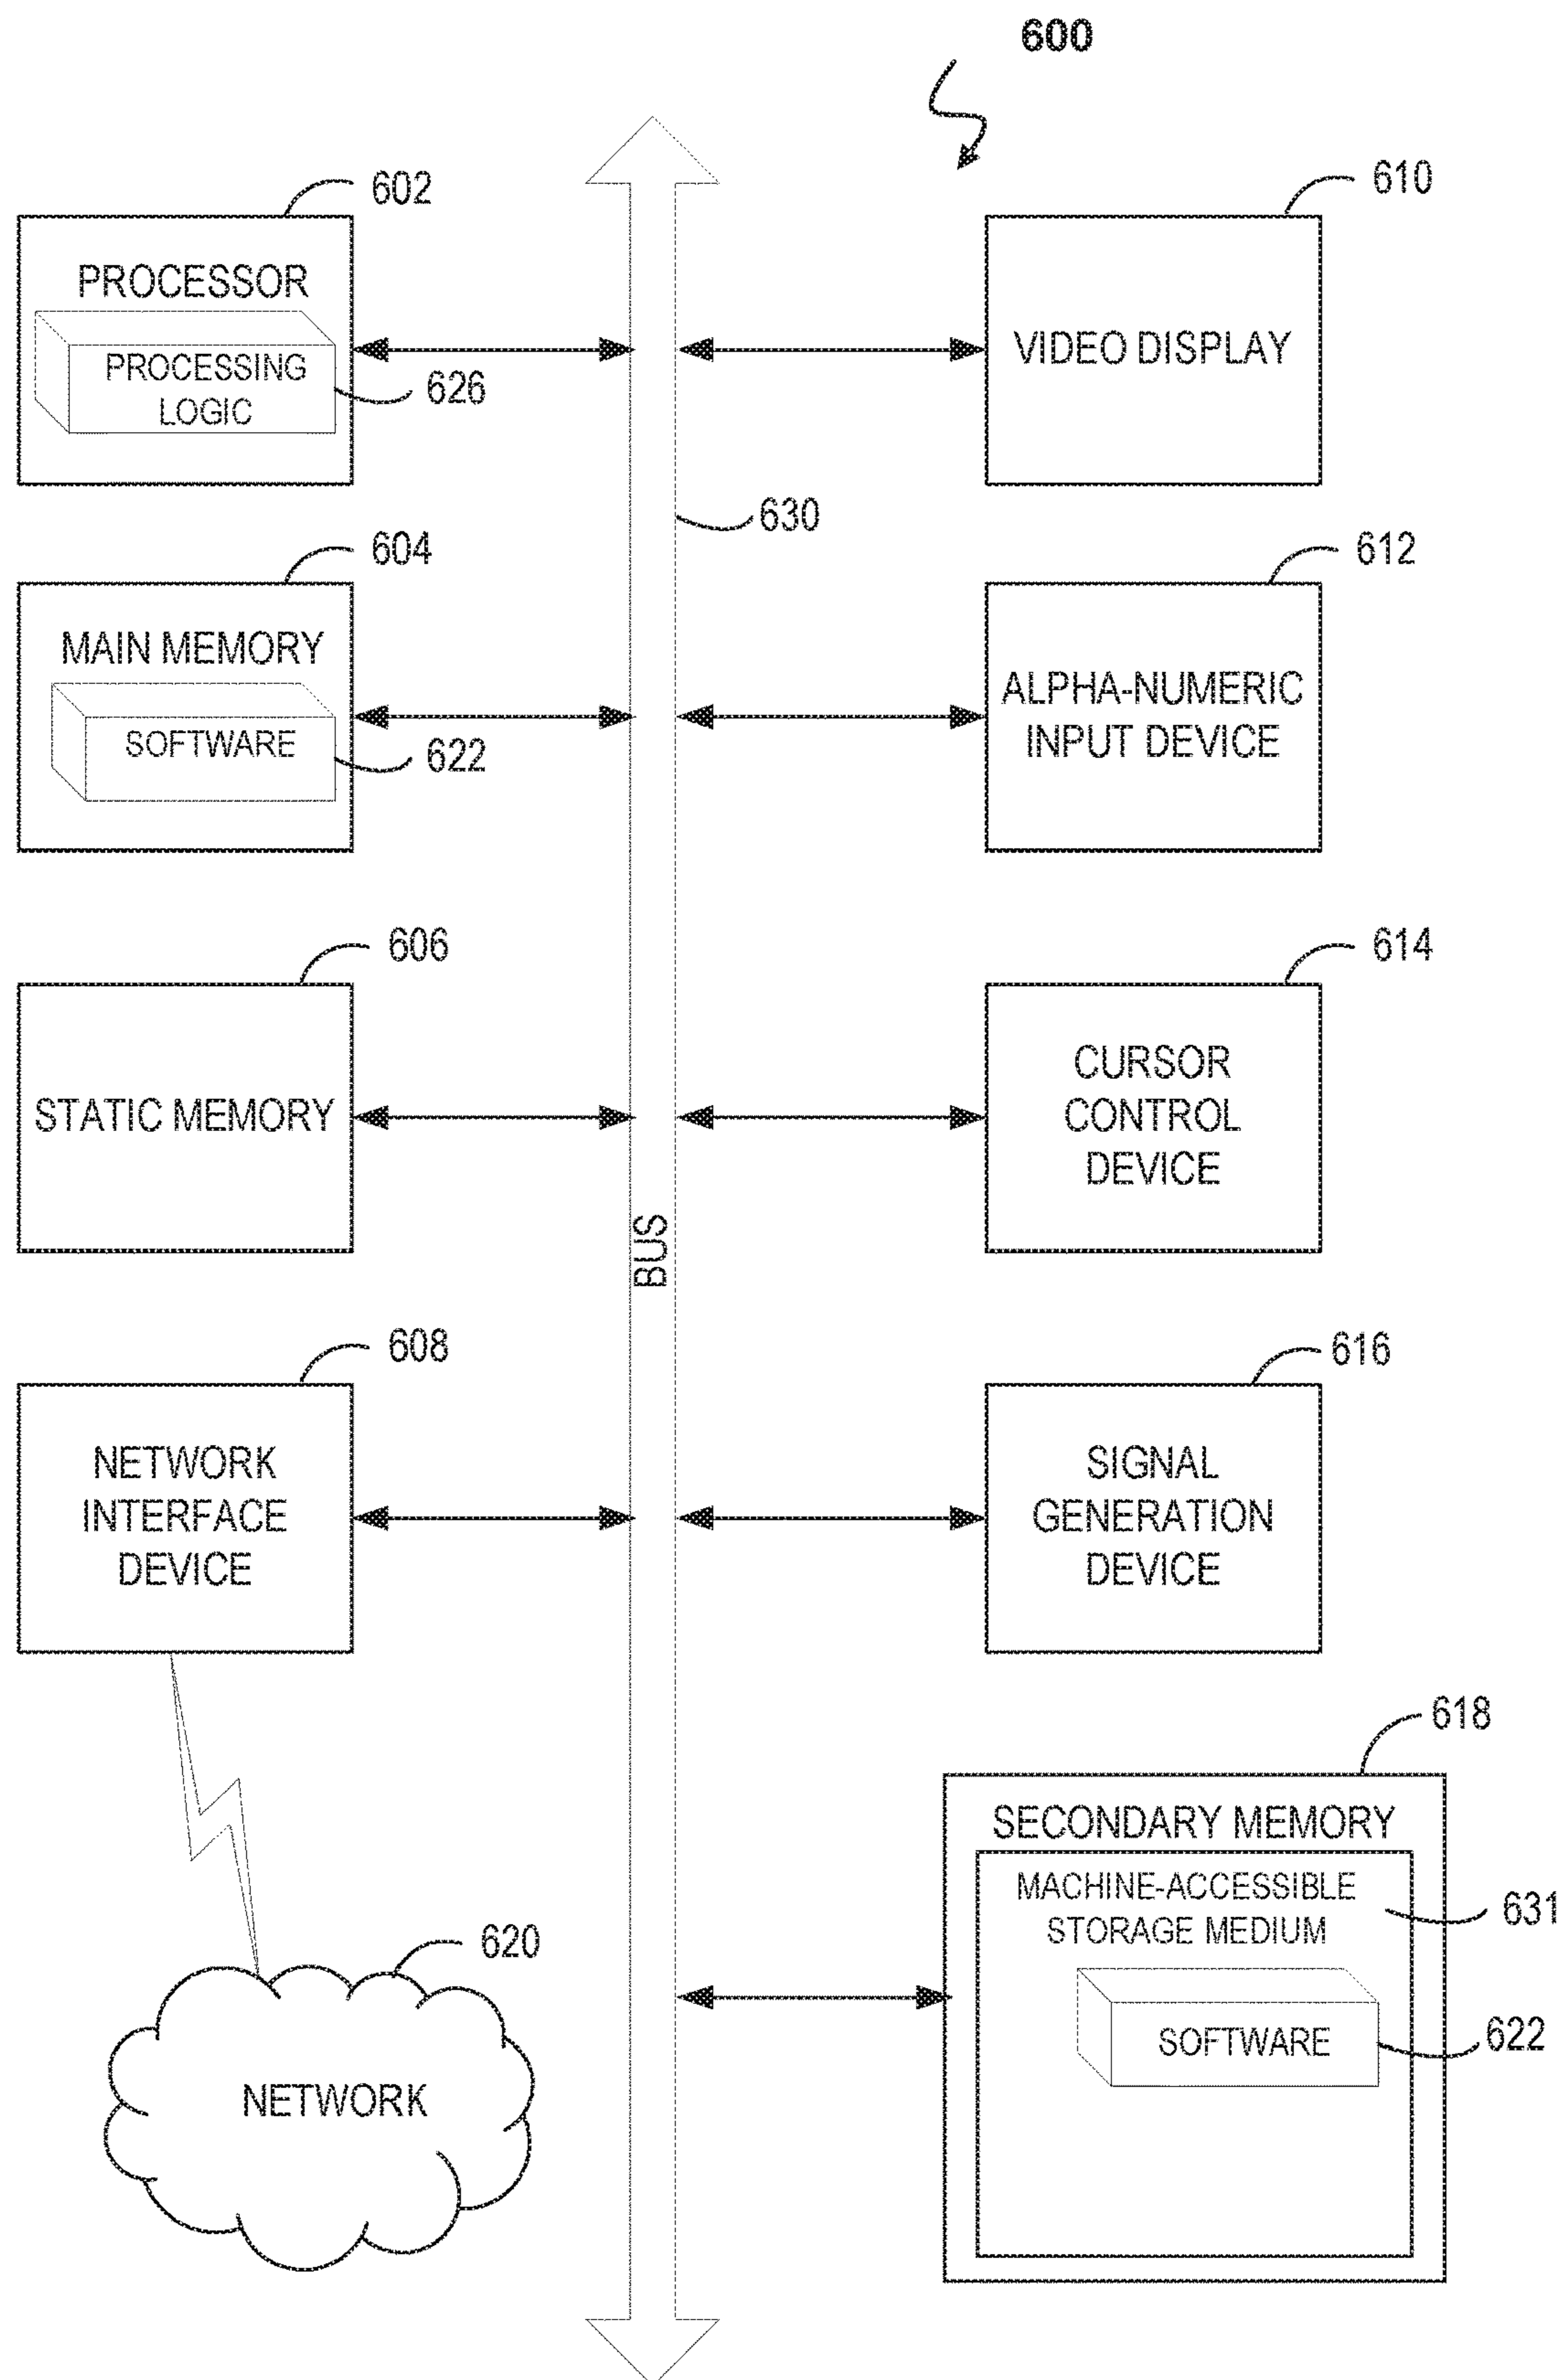 600
602
PROCESSOR
PROCESSING
LOGIC
626
610
VIDEO DISPLAY
630
604
MAIN MEMORY
SOFTWARE
622
612
ALPHA-NUMERIC
INPUT DEVICE
606
STATIC MEMORY
614
CURSOR
CONTROL
DEVICE
BUS
608
NETWORK
INTERFACE
DEVICE
616
SIGNAL
GENERATION
DEVICE
618
SECONDARY MEMORY
MACHINE-ACCESSIBLE
STORAGE MEDIUM
631
SOFTWARE
622
620
NETWORK